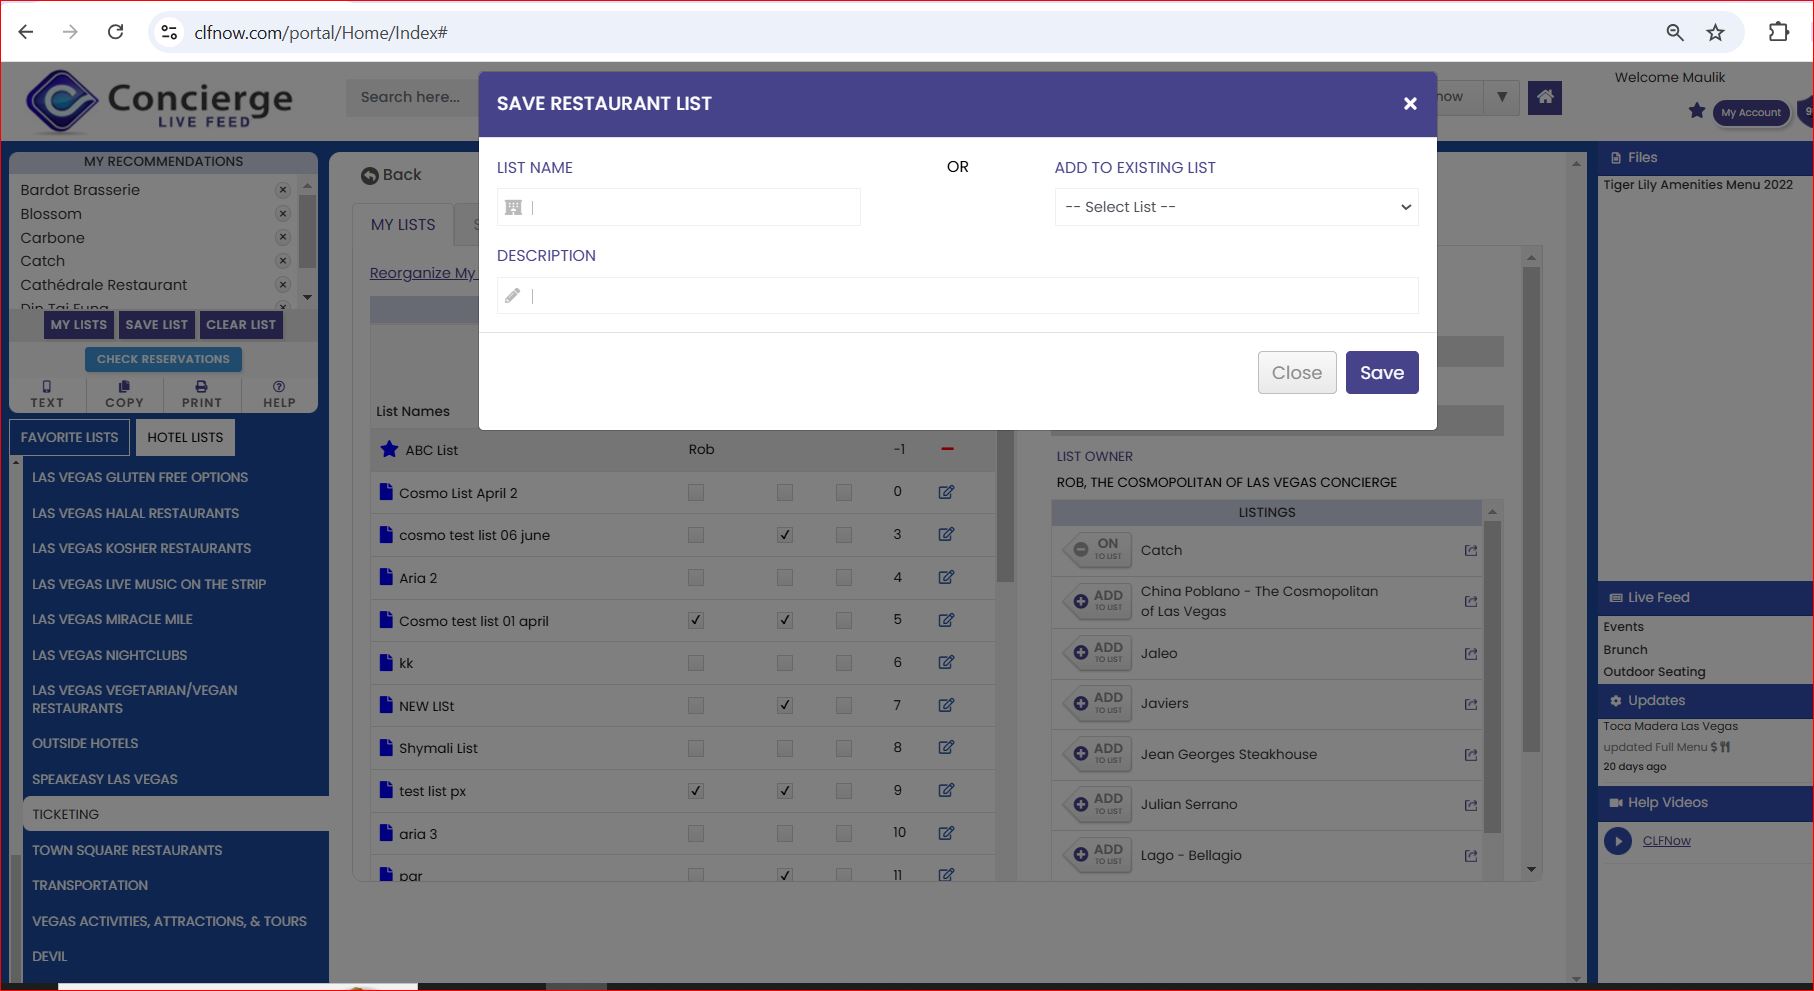 clfnow.com/portal/Home/Index#
Concierge
LIVE FEED
Search here...
now
Welcome Maulik
My Account
SAVE RESTAURANT LIST
LIST NAME
OR
ADD TO EXISTING LIST
-- Select List --
DESCRIPTION
Close
Save
MY RECOMMENDATIONS
Bardot Brasserie
Blossom
Carbone
Catch
Cathédrale Restaurant
Din Tai Fung
MY LISTS
SAVE LIST
CLEAR LIST
CHECK RESERVATIONS
TEXT
COPY
PRINT
HELP
FAVORITE LISTS
HOTEL LISTS
LAS VEGAS GLUTEN FREE OPTIONS
LAS VEGAS HALAL RESTAURANTS
LAS VEGAS KOSHER RESTAURANTS
LAS VEGAS LIVE MUSIC ON THE STRIP
LAS VEGAS MIRACLE MILE
LAS VEGAS NIGHTCLUBS
LAS VEGAS VEGETARIAN/VEGAN
RESTAURANTS
OUTSIDE HOTELS
SPEAKEASY LAS VEGAS
TICKETING
TOWN SQUARE RESTAURANTS
TRANSPORTATION
VEGAS ACTIVITIES, ATTRACTIONS, & TOURS
DEVIL
Back
MY LISTS
Reorganize My
List Names
ABC List Rob -1
Cosmo List April 2 0
cosmo test list 06 june 3
Aria 2 4
Cosmo test list 01 april 5
kk 6
NEW LISt 7
Shymali List 8
test list px 9
aria 3 10
par 11
LIST OWNER
ROB, THE COSMOPOLITAN OF LAS VEGAS CONCIERGE
LISTINGS
ON TO LIST Catch
ADD TO LIST China Poblano - The Cosmopolitan
of Las Vegas
ADD TO LIST Jaleo
ADD TO LIST Javiers
ADD TO LIST Jean Georges Steakhouse
ADD TO LIST Julian Serrano
ADD TO LIST Lago - Bellagio
Files
Tiger Lily Amenities Menu 2022
Live Feed
Events
Brunch
Outdoor Seating
Updates
Toca Madera Las Vegas
updated Full Menu $
20 days ago
Help Videos
CLFNow